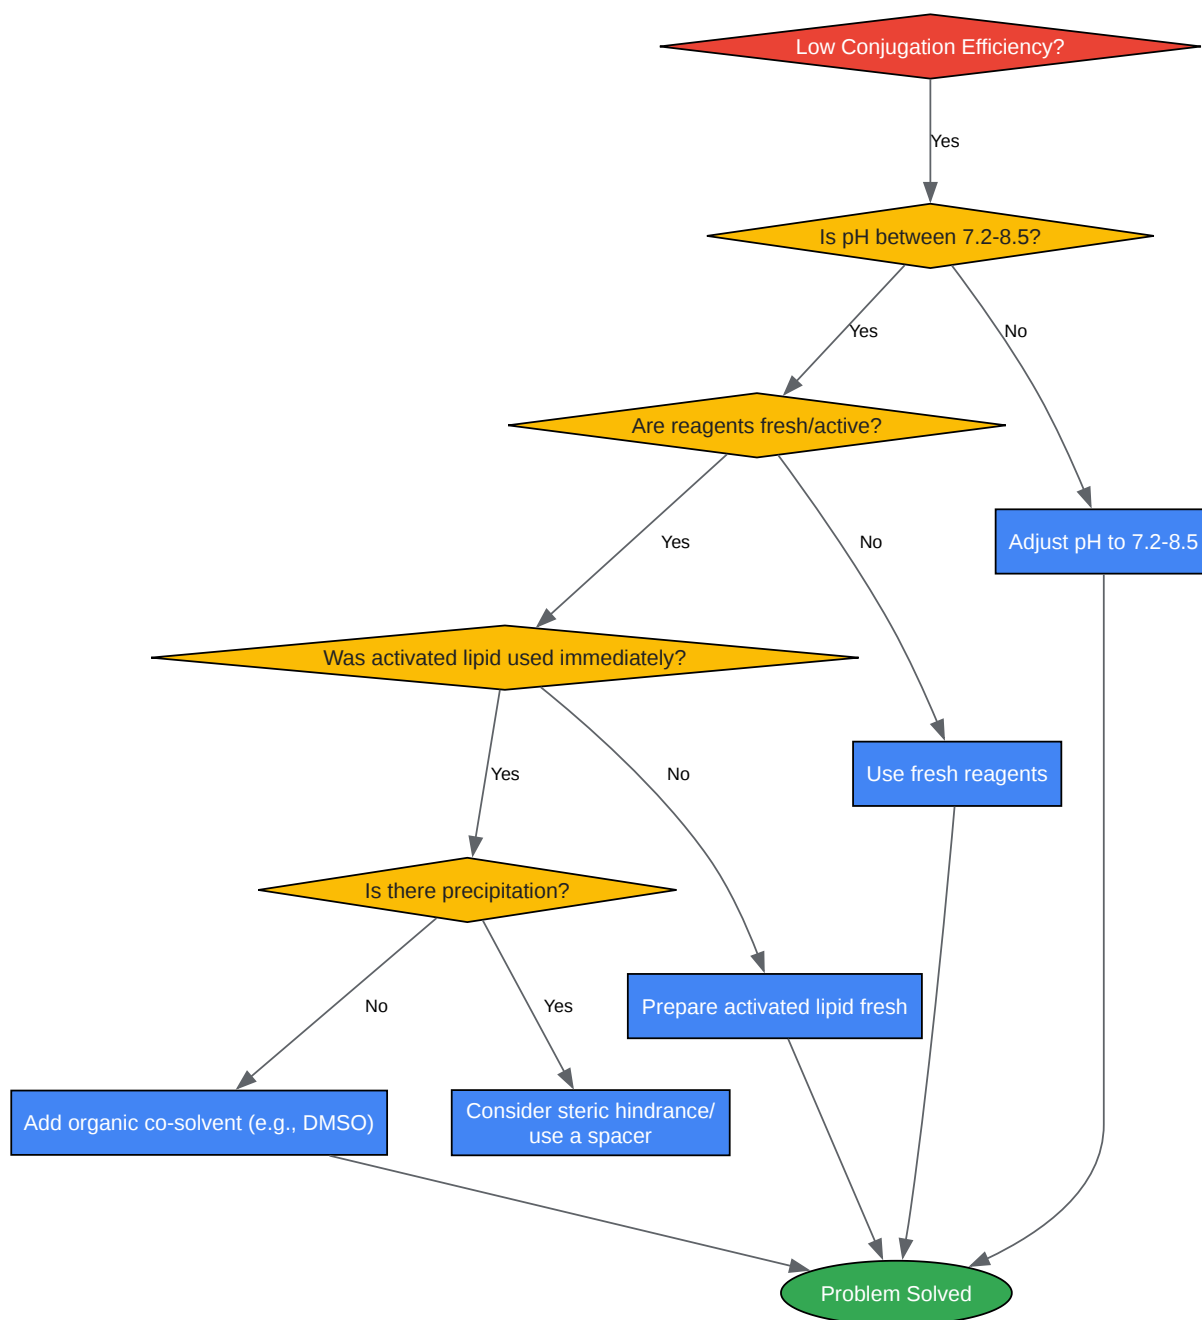 Low Conjugation Efficiency?
Yes
Is pH between 7.2-8.5?
Yes
No
Are reagents fresh/active?
Yes
No
Adjust pH to 7.2-8.5
Was activated lipid used immediately?
Yes
No
Use fresh reagents
Is there precipitation?
No
Yes
Prepare activated lipid fresh
Add organic co-solvent (e.g., DMSO)
Consider steric hindrance/
use a spacer
Problem Solved